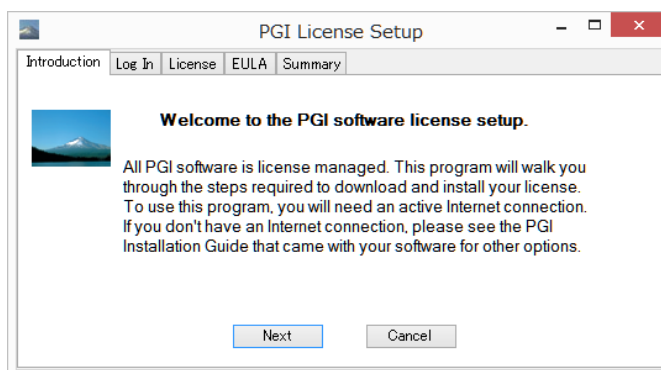 PGI License Setup
Introduction Log In License EULA Summary
Welcome to the PGI software license setup.
All PGI software is license managed. This program will walk you
through the steps required to download and install your license.
To use this program, you will need an active Internet connection.
If you don't have an Internet connection, please see the PGI
Installation Guide that came with your software for other options.
Next Cancel